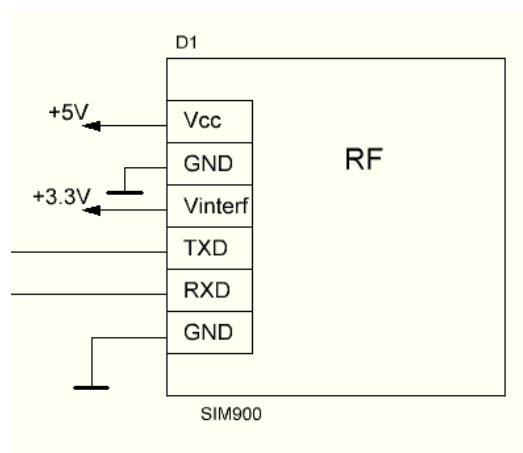 D1
+5V
Vcc
RF
GND
+3.3V
Vinterf
TXD
RXD
GND
SIM900